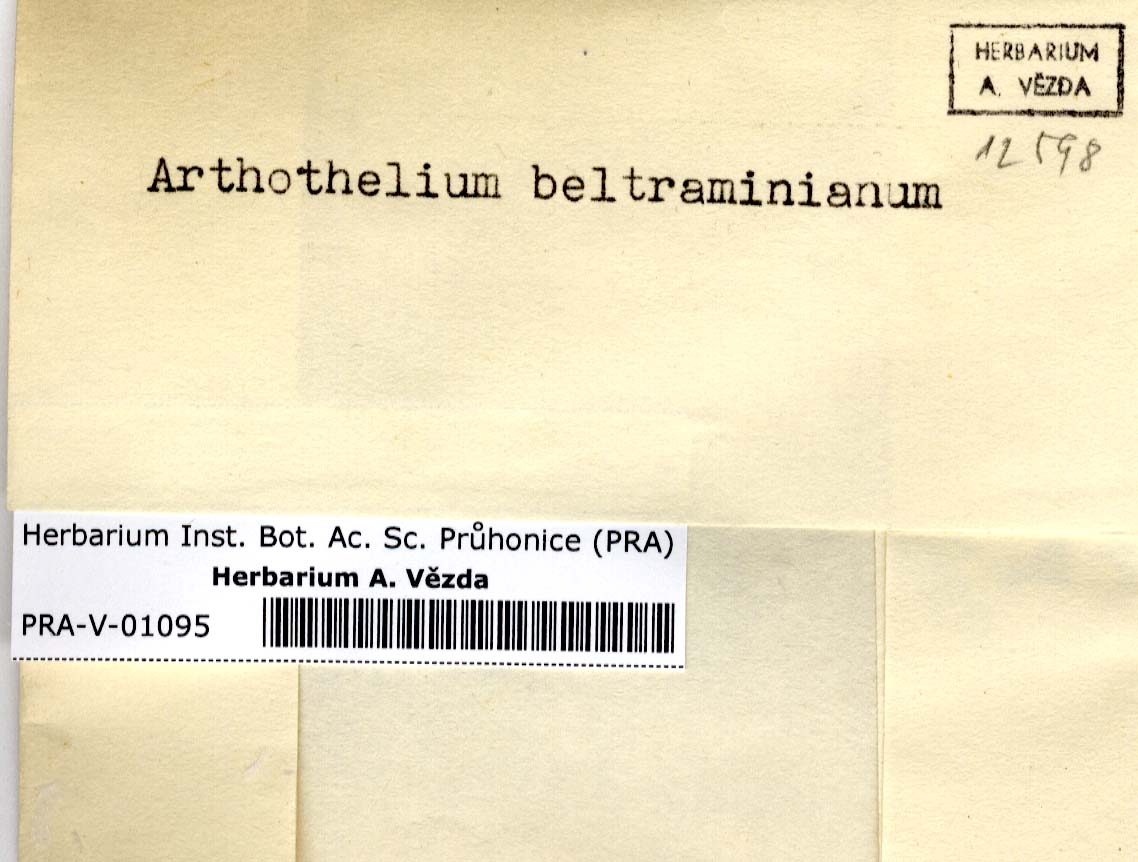 HERBARIUM
A. VĚZDA
12598
Arthothelium beltraminianum
Herbarium Inst. Bot. Ac. Sc. Průhonice (PRA)
Herbarium A. Vězda
PRA-V-01095